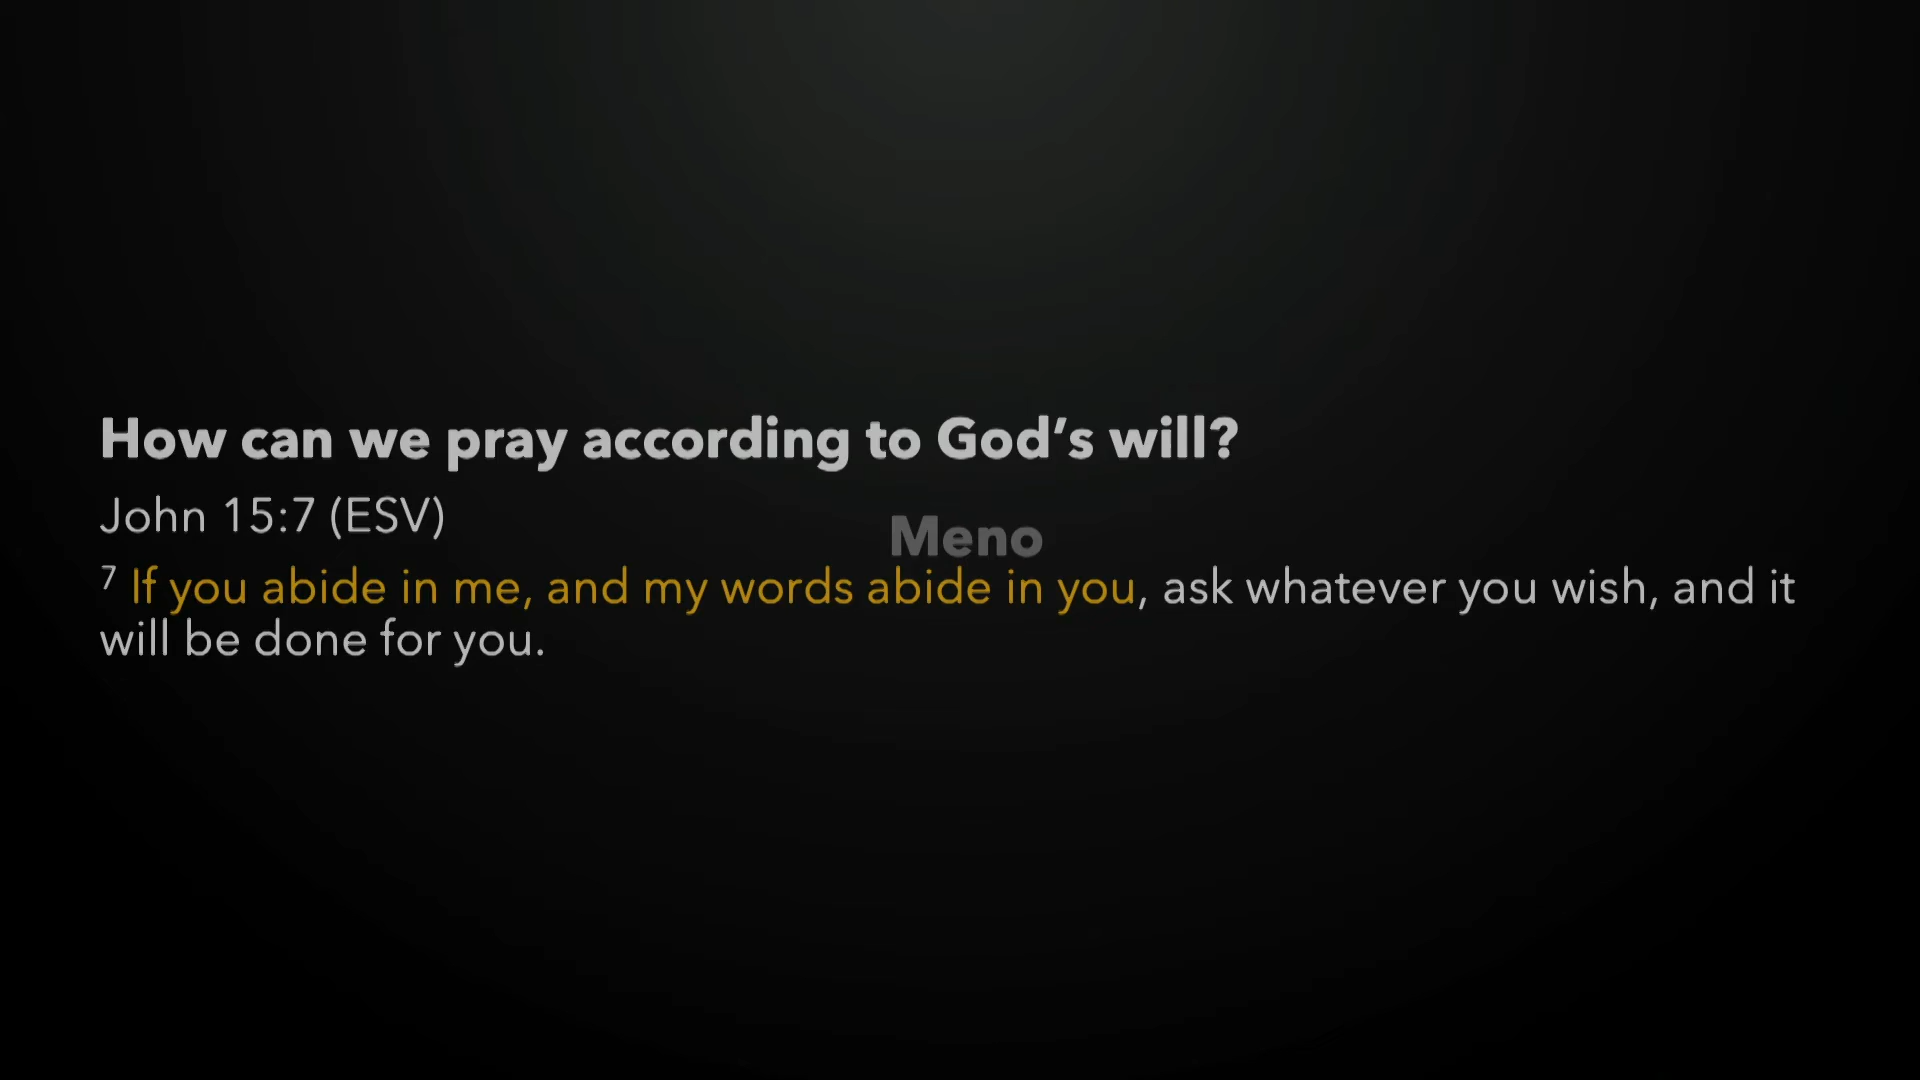 How can we pray according to God’s will?
John 15:7 (ESV)
Meno
7 If you abide in me, and my words abide in you, ask whatever you wish, and it
will be done for you.